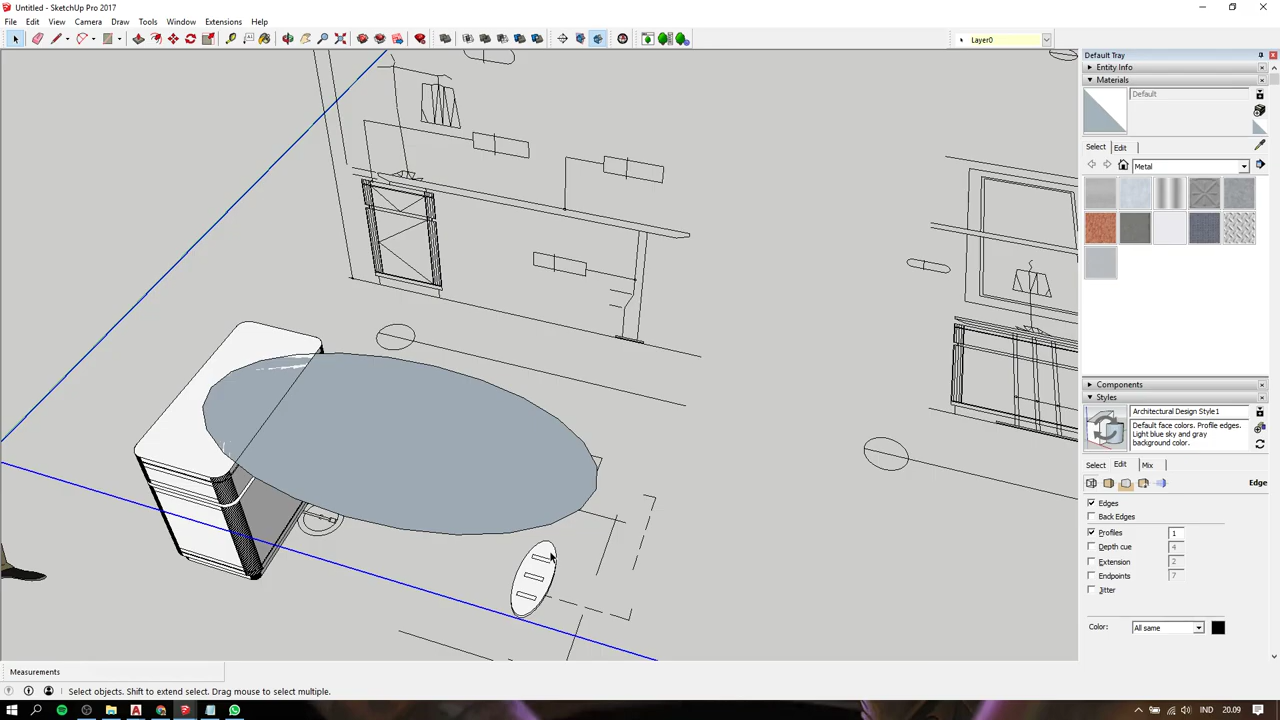 Untitled - SketchUp Pro 2017
File Edit View Camera Draw Tools Window Extensions Help
Layer0
Default Tray
Entity Info
Materials
Default
Select Edit
Metal
Components
Styles
Architectural Design Style1
Default face colors. Profile edges.
Light blue sky and gray
background color.
Select Edit Mix
Edge
Edges
Back Edges
Profiles 1
Depth cue 4
Extension 2
Endpoints 7
Jitter
Color: All same
Measurements
Select objects. Shift to extend select. Drag mouse to select multiple.
IND 20.09